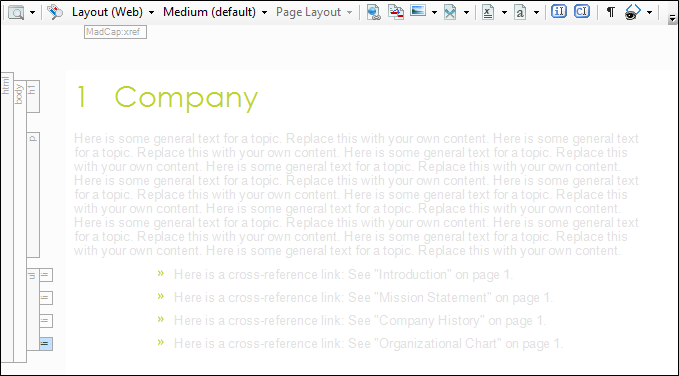 Layout (Web) Medium (default) Page Layout
MadCap:xref
html
body
h1
p
ul
li
li
li
li
1 Company
Here is some general text for a topic. Replace this with your own content. Here is some general text
for a topic. Replace this with your own content. Here is some general text for a topic. Replace this
with your own content. Here is some general text for a topic. Replace this with your own content.
Here is some general text for a topic. Replace this with your own content. Here is some general text
for a topic. Replace this with your own content. Here is some general text for a topic. Replace this
with your own content. Here is some general text for a topic. Replace this with your own content.
Here is some general text for a topic. Replace this with your own content. Here is some general text
for a topic. Replace this with your own content. Here is some general text for a topic. Replace this
with your own content. Here is some general text for a topic. Replace this with your own content.
» Here is a cross-reference link: See "Introduction" on page 1.
» Here is a cross-reference link: See "Mission Statement" on page 1
» Here is a cross-reference link: See "Company History" on page 1.
» Here is a cross-reference link: See "Organizational Chart" on page 1.